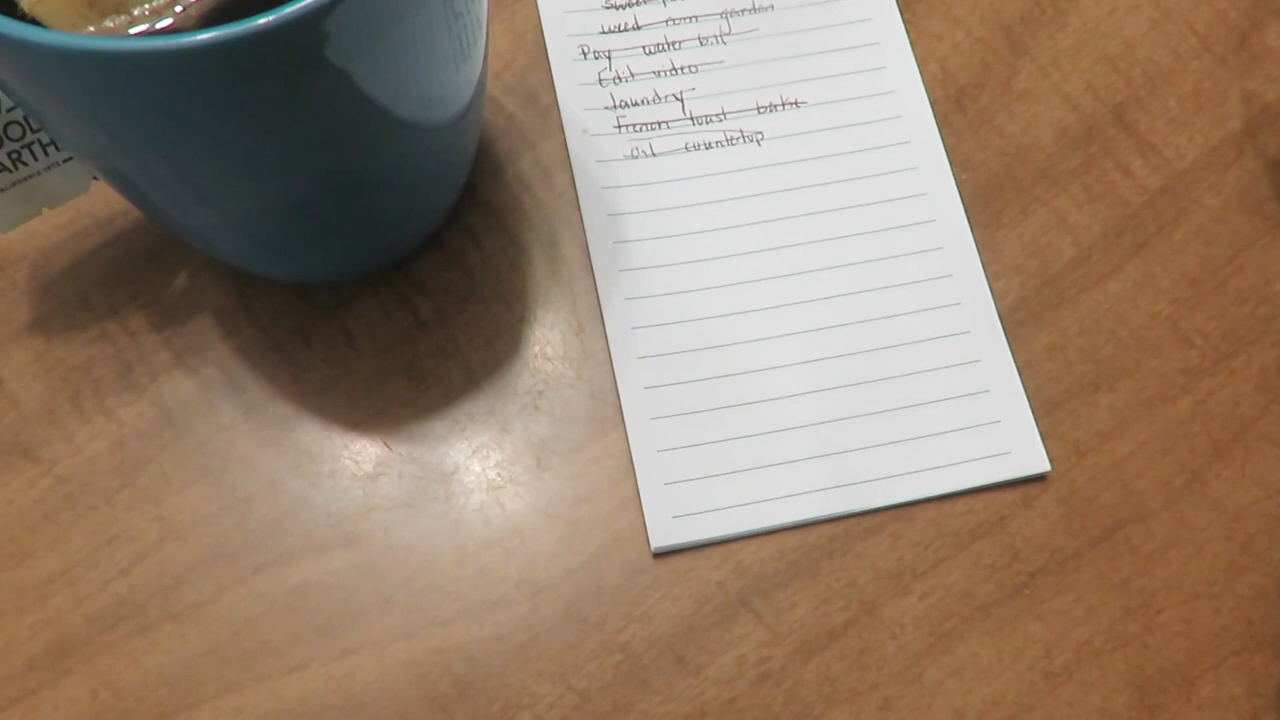 weed corn garden
Pay water bill
Edit video
laundry
French toast bake
oil countertop